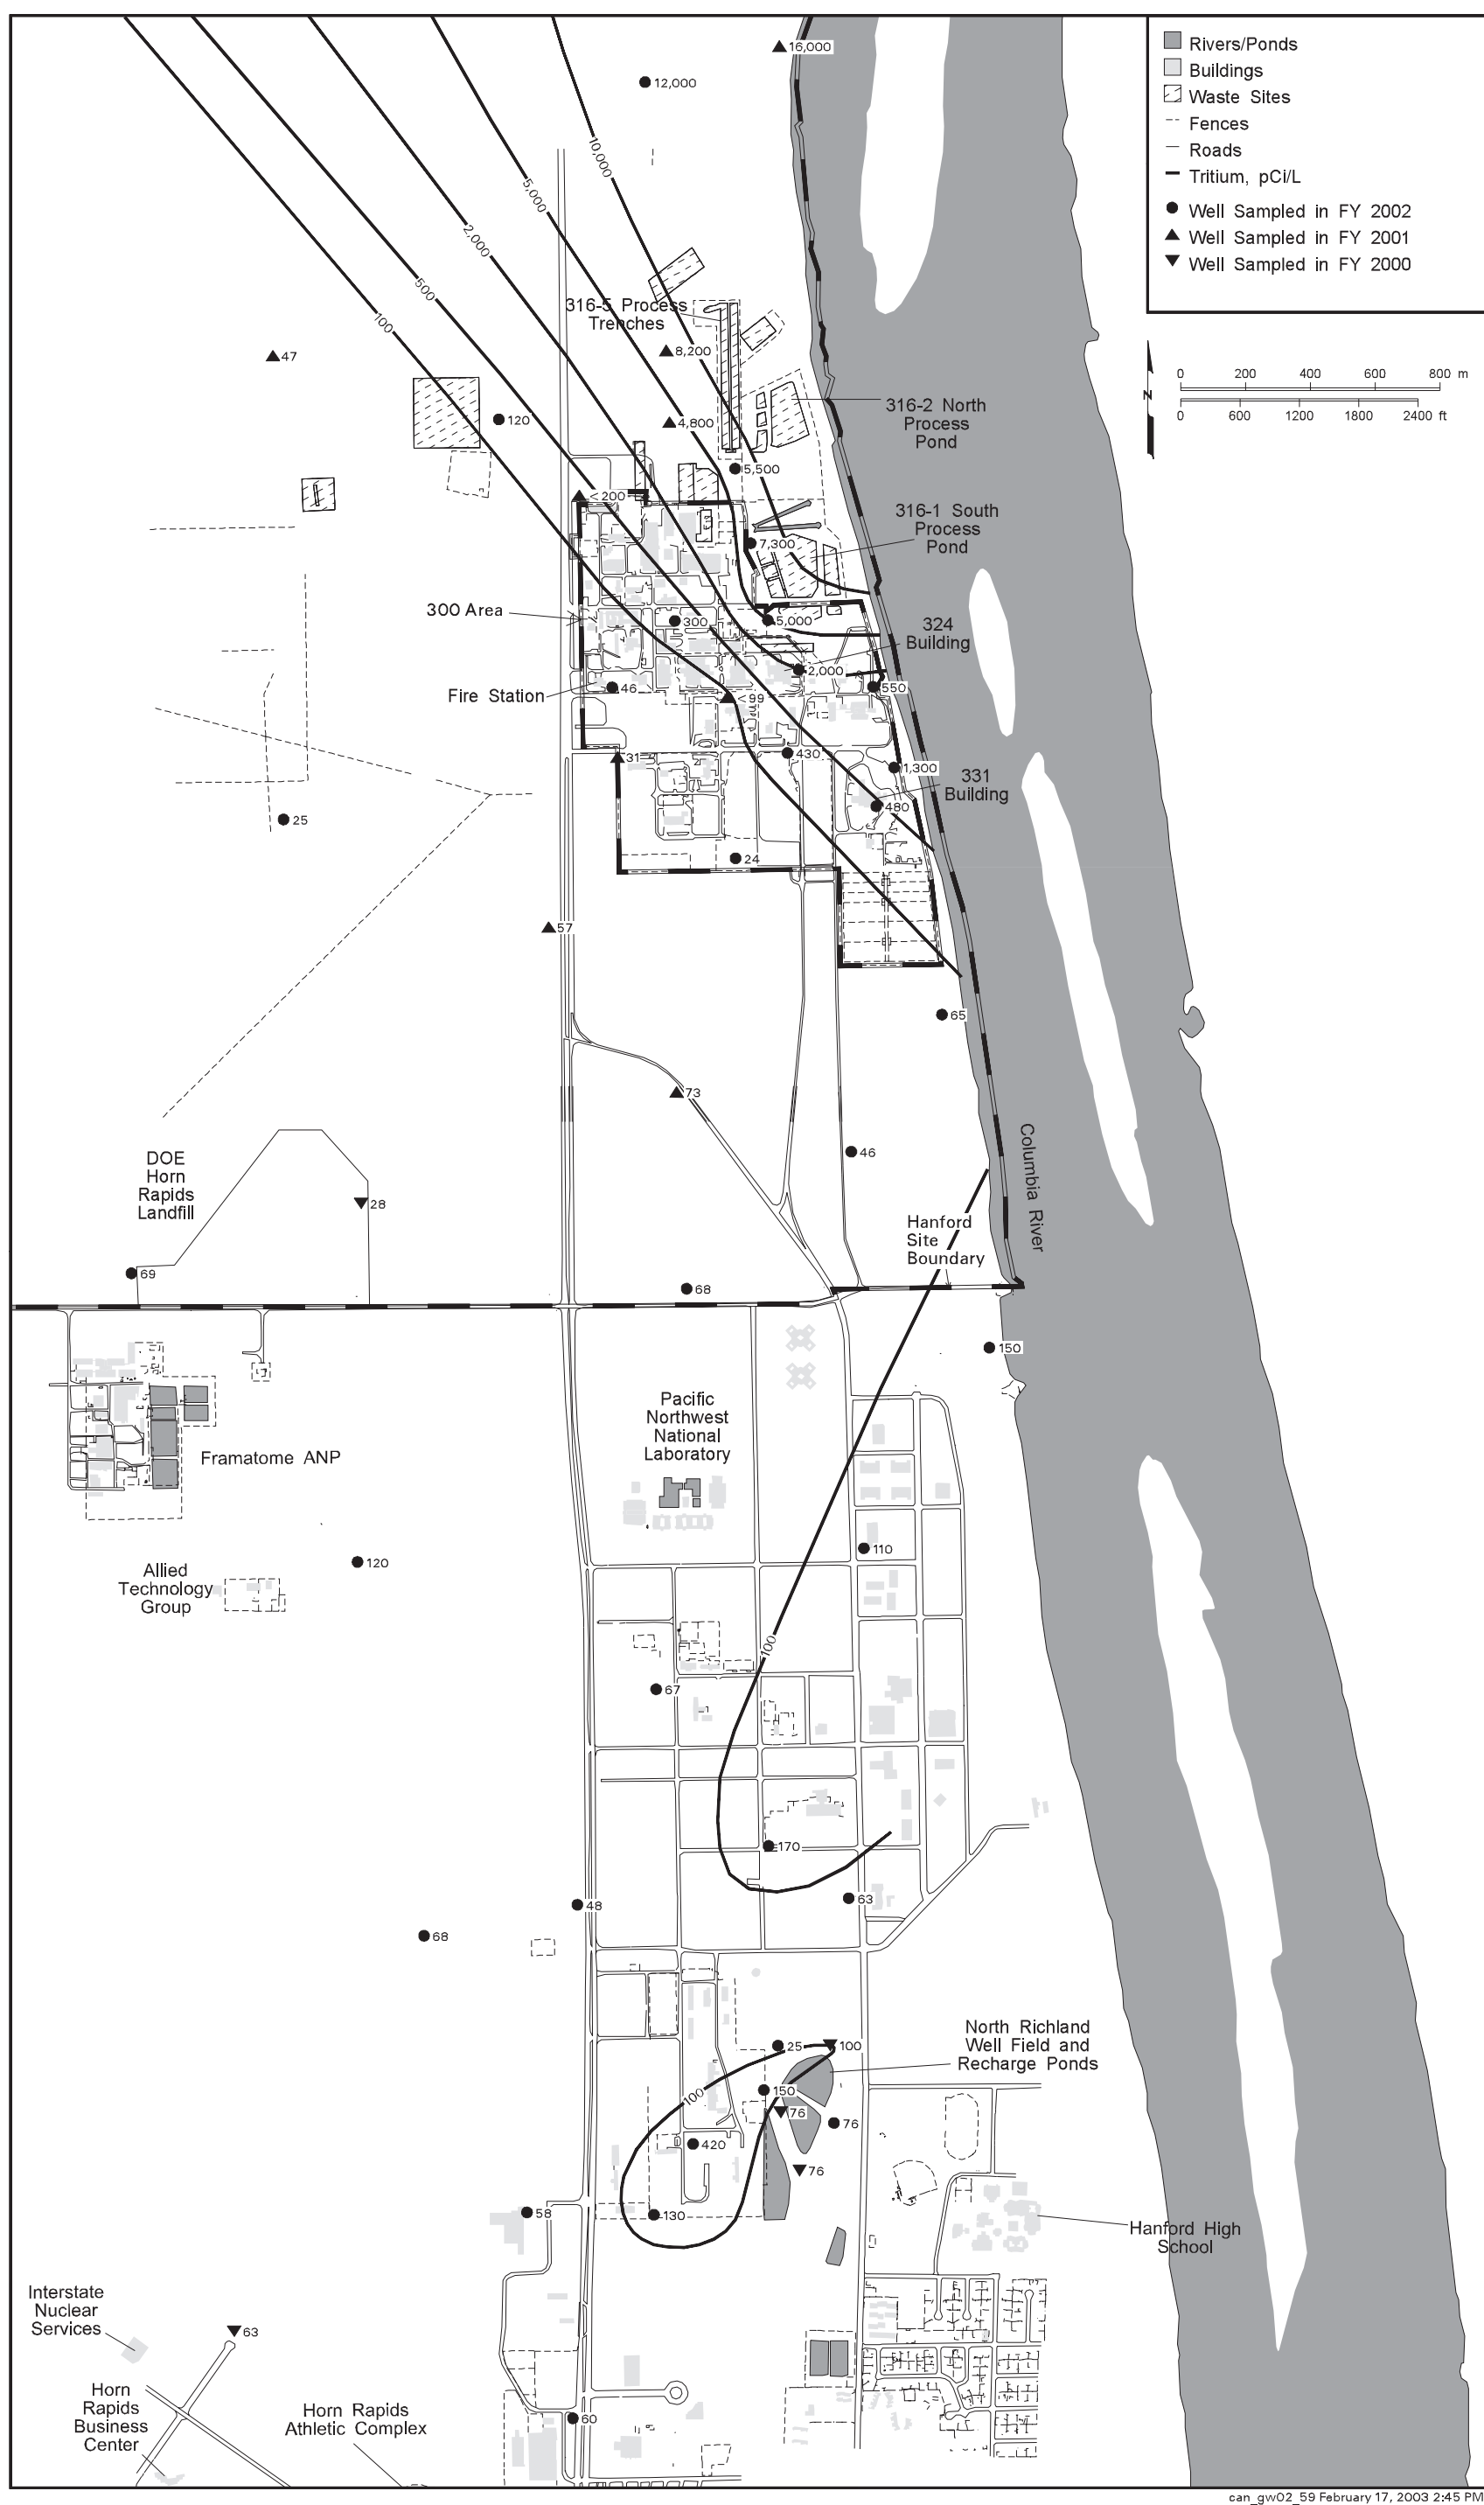 Rivers/Ponds
Buildings
Waste Sites
Fences
Roads
Tritium, pCi/L
Well Sampled in FY 2002
Well Sampled in FY 2001
Well Sampled in FY 2000
N
0 200 400 600 800 m
0 600 1200 1800 2400 ft
16,000
12,000
10,000
5,000
2,000
500
100
316-5 Process
Trenches
47
8,200
120
4,800
316-2 North
Process
Pond
5,500
<200
316-1 South
Process
Pond
7,300
300 Area
300
5,000
324
Building
2,000
Fire Station
46
<99
550
430
31
1,300
331
Building
480
25
24
57
65
73
46
Columbia River
DOE
Horn
Rapids
Landfill
28
69
68
Hanford
Site
Boundary
150
Pacific
Northwest
National
Laboratory
Framatome ANP
110
120
Allied
Technology
Group
100
67
170
63
48
68
25
100
North Richland
Well Field and
Recharge Ponds
100
150
76
76
420
76
58
130
Hanford High
School
Interstate
Nuclear
Services
63
Horn
Rapids
Business
Center
Horn Rapids
Athletic Complex
60
can_gw02_59 February 17, 2003 2:45 PM